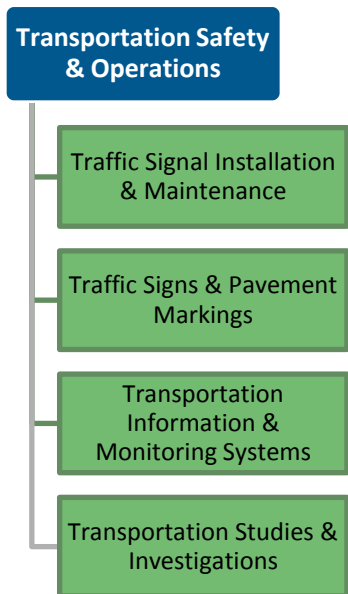 Transportation Safety
& Operations
Traffic Signal Installation
& Maintenance
Traffic Signs & Pavement
Markings
Transportation
Information &
Monitoring Systems
Transportation Studies &
Investigations